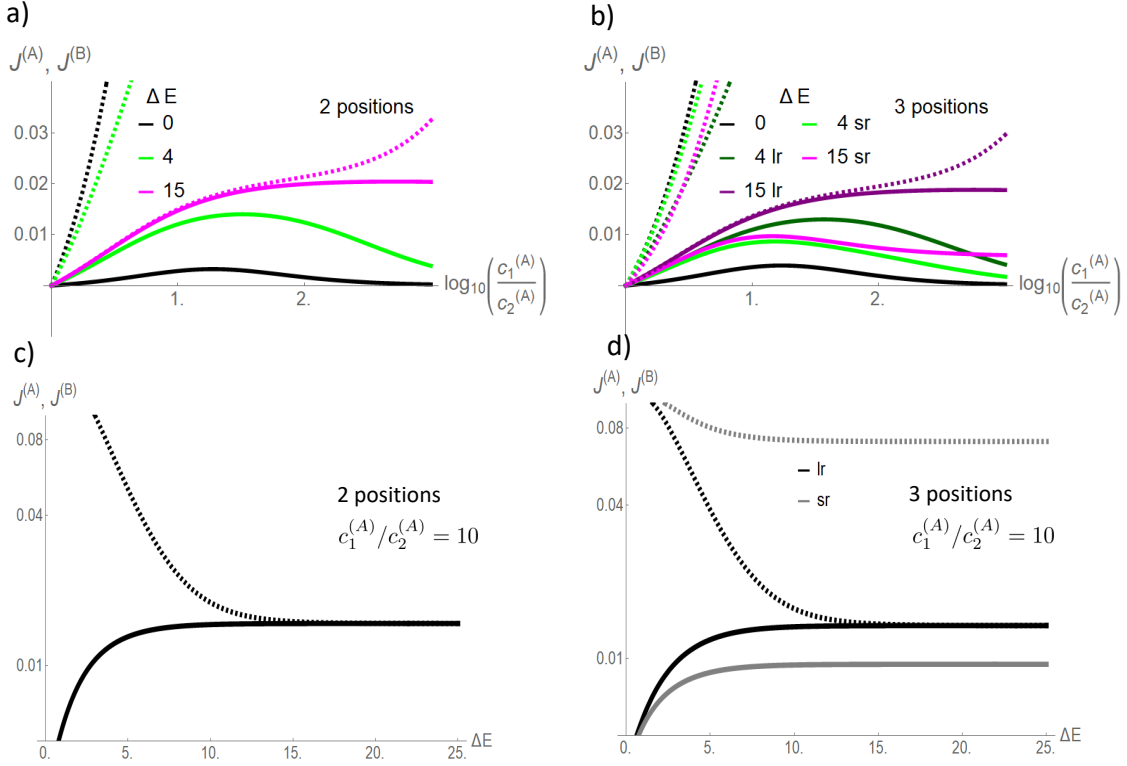 a)
J^(A), J^(B)
Δ E
0
4
15
2 positions
0.03
0.02
0.01
1.
2.
log₁₀(c₁^(A)/c₂^(A))
b)
J^(A), J^(B)
Δ E
0
4 sr
4 lr
15 sr
15 lr
3 positions
0.03
0.02
0.01
1.
2.
log₁₀(c₁^(A)/c₂^(A))
c)
J^(A), J^(B)
0.08
0.04
0.01
2 positions
c₁^(A)/c₂^(A) = 10
0. 5. 10. 15. 20. 25. ΔE
d)
J^(A), J^(B)
0.08
0.04
0.01
lr
sr
3 positions
c₁^(A)/c₂^(A) = 10
0. 5. 10. 15. 20. 25. ΔE